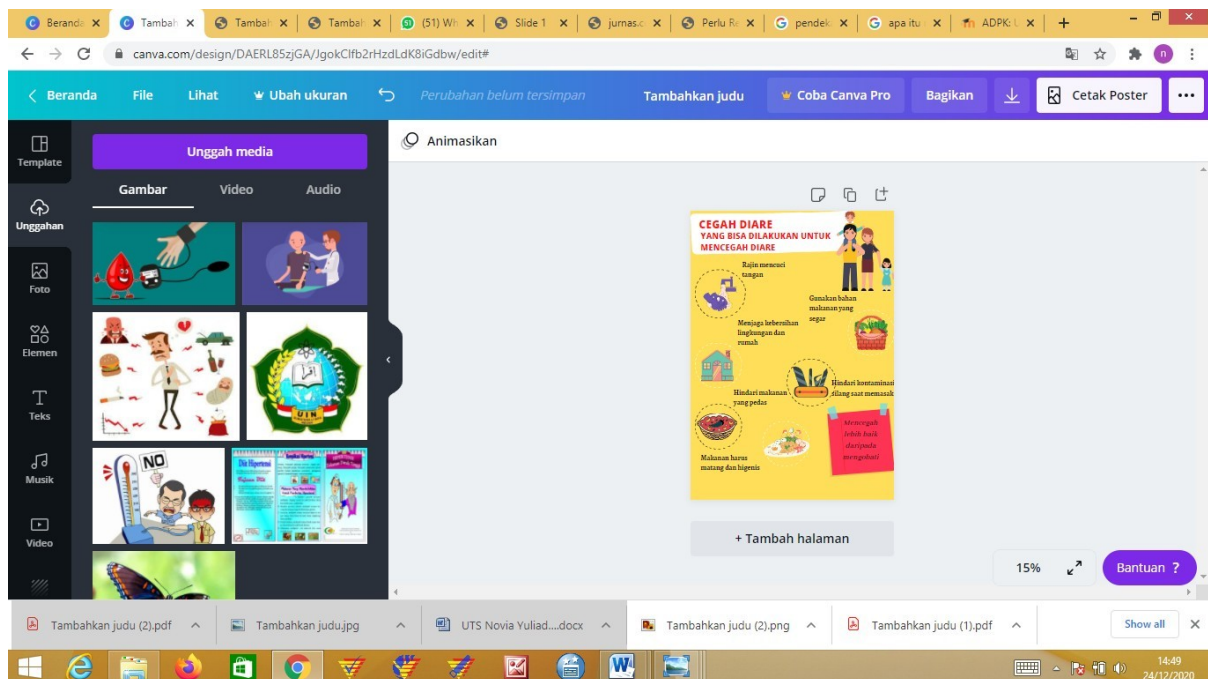 Beranda
Tambah
Tambah
Tambah
(51) Wh
Slide 1
jurnas.c
Perlu Re
pendek
apa itu
ADPK: U
canva.com/design/DAERL85zjGA/JgokClfb2rHzdLdK8iGdbw/edit#
Beranda
File
Lihat
Ubah ukuran
Perubahan belum tersimpan
Tambahkan judu
Coba Canva Pro
Bagikan
Cetak Poster
Template
Unggahan
Foto
Elemen
Teks
Musik
Video
Unggah media
Gambar
Video
Audio
UIN
NO
Diit Hipertensi
Animasikan
CEGAH DIARE
YANG BISA DILAKUKAN UNTUK
MENCEGAH DIARE
Rajin mencuci
tangan
Gunakan bahan
makanan yang
segar
Menjaga kebersihan
lingkungan dan
rumah
Hindari kontaminasi
silang saat memasak
Hindari makanan
yang pedas
Mencegah
lebih baik
daripada
mengobati
Makanan harus
matang dan higenis
+ Tambah halaman
15%
Bantuan ?
Tambahkan judu (2).pdf
Tambahkan judu.jpg
UTS Novia Yuliad....docx
Tambahkan judu (2).png
Tambahkan judu (1).pdf
Show all
14:49
24/12/2020